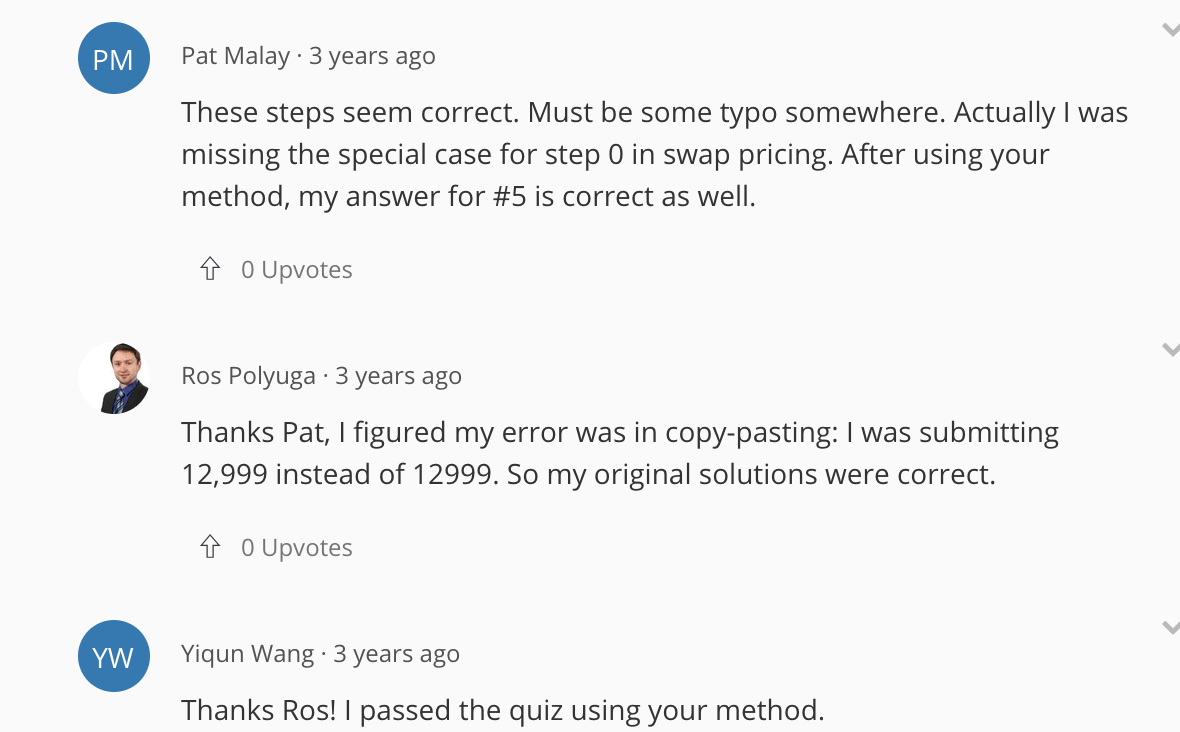 PM
Pat Malay · 3 years ago
These steps seem correct. Must be some typo somewhere. Actually I was
missing the special case for step 0 in swap pricing. After using your
method, my answer for #5 is correct as well.
0 Upvotes
Ros Polyuga · 3 years ago
Thanks Pat, I figured my error was in copy-pasting: I was submitting
12,999 instead of 12999. So my original solutions were correct.
0 Upvotes
YW
Yiqun Wang · 3 years ago
Thanks Ros! I passed the quiz using your method.